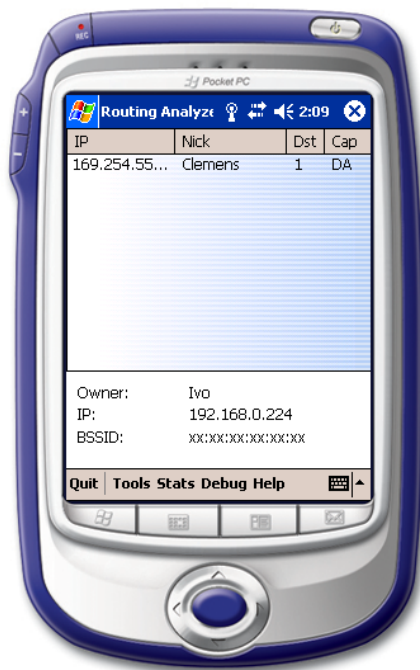 REC
Pocket PC
Routing Analyze 2:09
IP Nick Dst Cap
169.254.55... Clemens 1 DA
Owner: Ivo
IP: 192.168.0.224
BSSID: xx:xx:xx:xx:xx:xx
Quit Tools Stats Debug Help